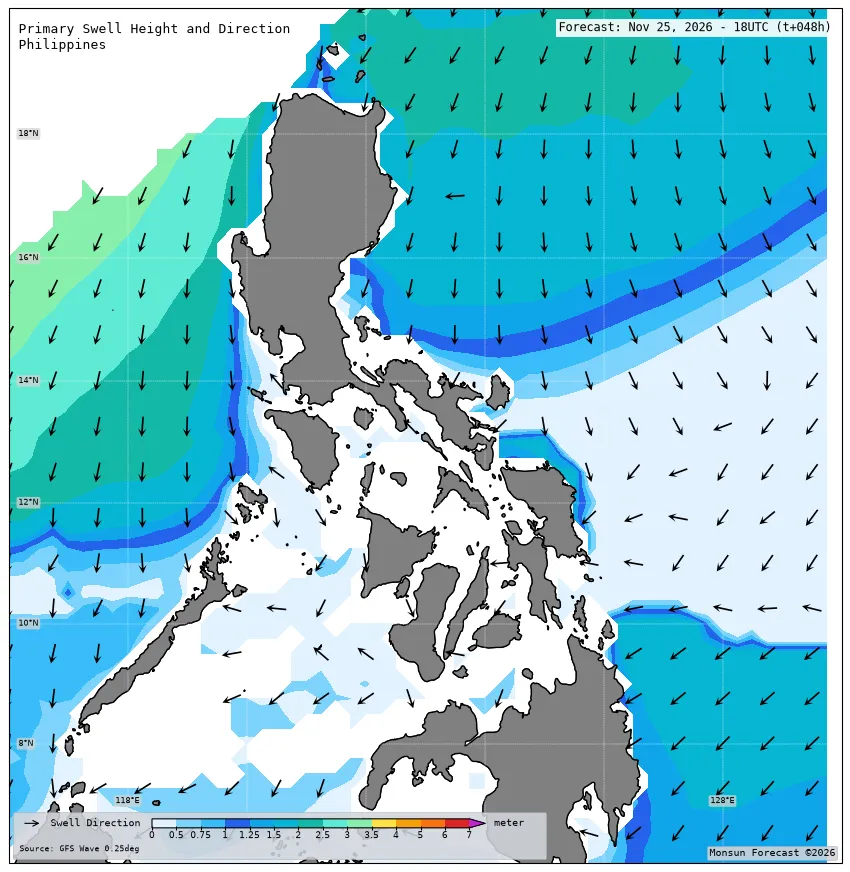 Primary Swell Height and Direction
Philippines
Forecast: Nov 25, 2026 - 18UTC (t+048h)
18°N
16°N
14°N
12°N
10°N
8°N
118°E
128°E
Swell Direction
0 0.5 0.75 1 1.25 1.5 2 2.5 3 3.5 4 5 6 7
meter
Source: GFS Wave 0.25deg
Monsun Forecast ©2026